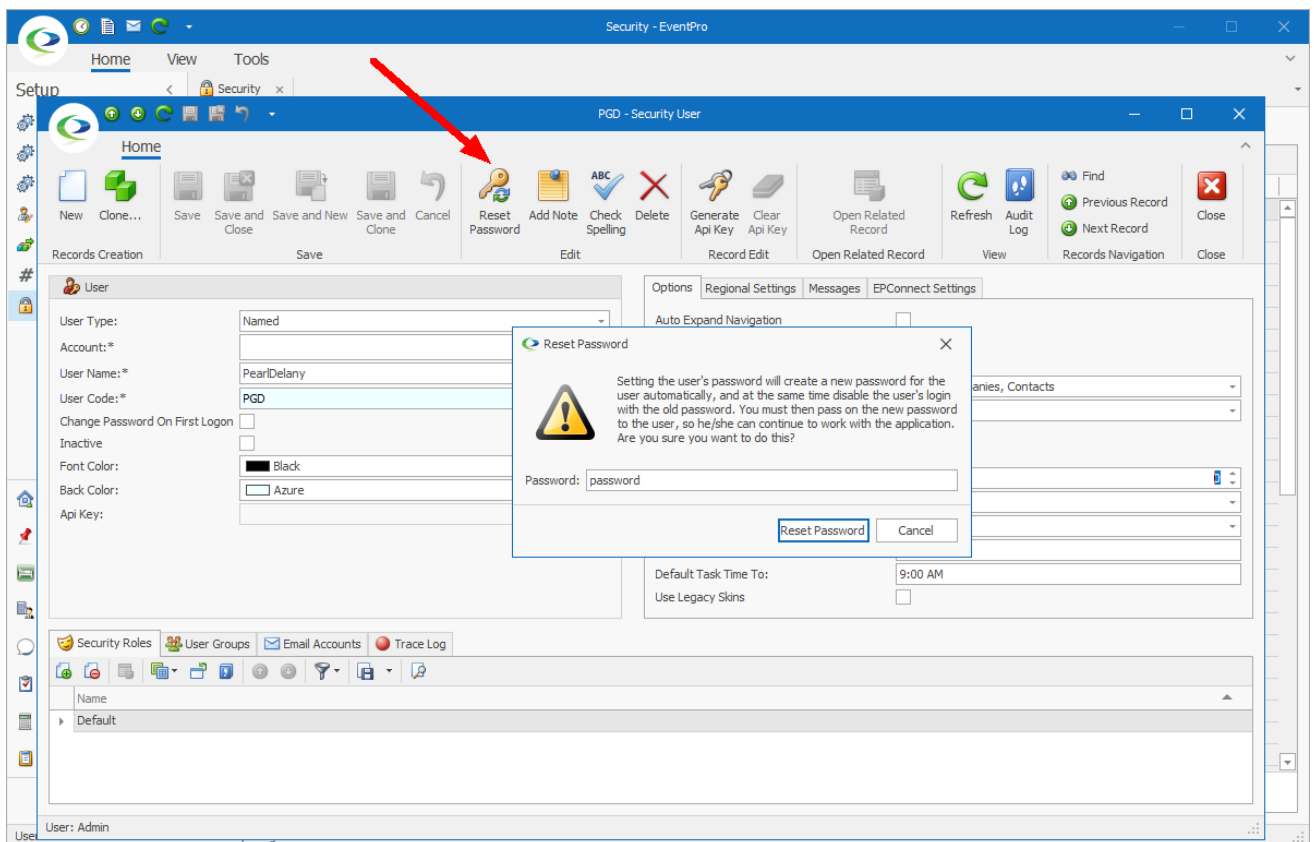 Security - EventPro
Home View Tools
Setup < Security ×
PGD - Security User
Home
New Clone... Save Save and Close Save and New Save and Clone Cancel Reset Password Add Note ABC Check Spelling Delete Generate Api Key Clear Api Key Open Related Record Refresh Audit Log Find Previous Record Next Record Close
Records Creation Save Edit Record Edit Open Related Record View Records Navigation Close
#
User
Options Regional Settings Messages EPConnect Settings
User Type: Named
Auto Expand Navigation
Account:*
User Name:* PearlDelany
User Code:* PGD
Change Password On First Logon
Inactive
Font Color: Black
Back Color: Azure
Api Key:
Reset Password
Setting the user's password will create a new password for the
user automatically, and at the same time disable the user's login
with the old password. You must then pass on the new password
to the user, so he/she can continue to work with the application.
Are you sure you want to do this?
Password: password
Reset Password Cancel
anies, Contacts
Default Task Time To: 9:00 AM
Use Legacy Skins
Security Roles User Groups Email Accounts Trace Log
Name
Default
User: Admin